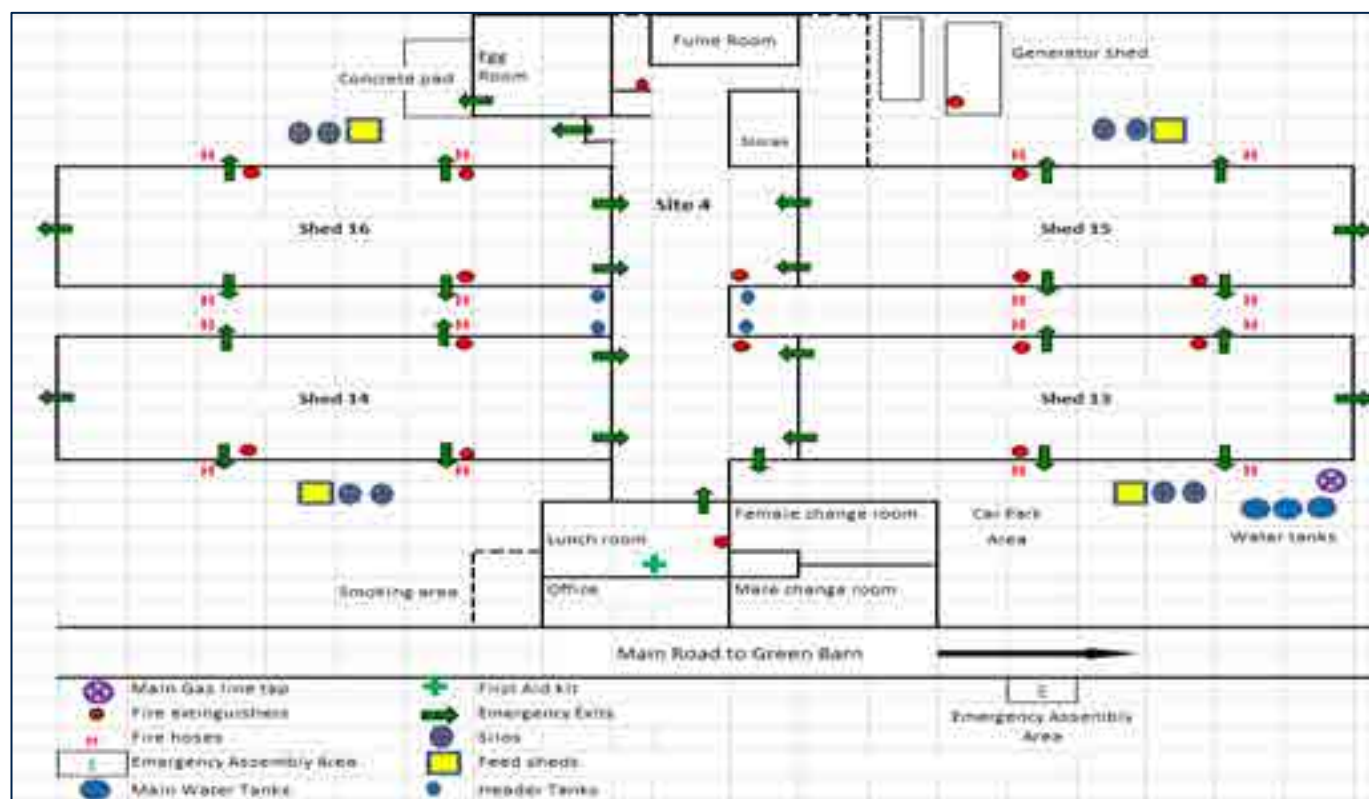 Fume Room
Egg
Room
Concrete pad
Generator shed
Stores
H
H
H
H
Site 4
Shed 16
Shed 15
H
H
H
H
H
H
H
H
Shed 14
Shed 13
H
H
H
H
Female change room
Car Park
Area
Water tanks
Lunch room
Smoking area
Office
Male change room
Main Road to Green Barn
Main Gas line tap
Fire extinguishers
H Fire hoses
E Emergency Assembly Area
Main Water Tanks
First Aid kit
Emergency Exits
Silos
Feed sheds
Header Tanks
E
Emergency Assembly
Area